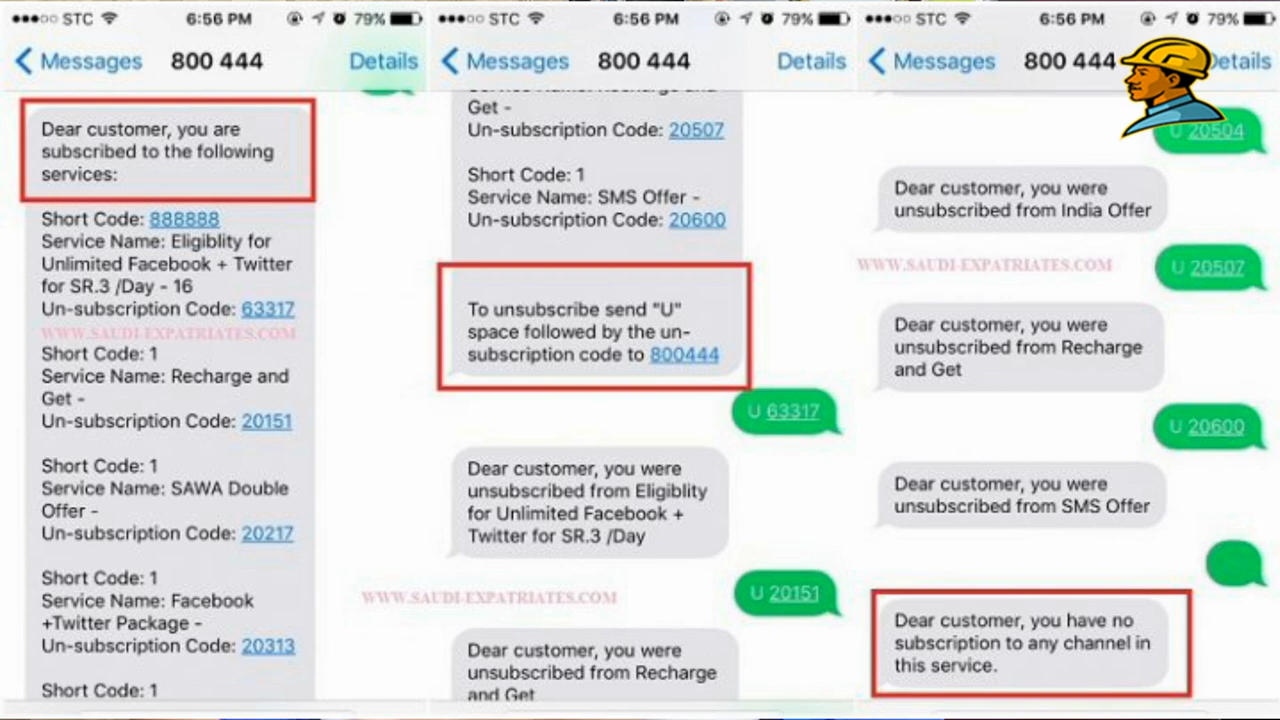 STC 6:56 PM 79%
Messages 800 444 Details
Dear customer, you are
subscribed to the following
services:
Short Code: 888888
Service Name: Eligiblity for
Unlimited Facebook + Twitter
for SR.3 /Day - 16
Un-subscription Code: 63317
WWW.SAUDI-EXPATRIATES.COM
Short Code: 1
Service Name: Recharge and
Get -
Un-subscription Code: 20151
Short Code: 1
Service Name: SAWA Double
Offer -
Un-subscription Code: 20217
Short Code: 1
Service Name: Facebook
+Twitter Package -
Un-subscription Code: 20313
Short Code: 1
STC 6:56 PM 79%
Messages 800 444 Details
Service Name: Recharge and
Get -
Un-subscription Code: 20507
Short Code: 1
Service Name: SMS Offer -
Un-subscription Code: 20600
To unsubscribe send "U"
space followed by the un-
subscription code to 800444
U 63317
Dear customer, you were
unsubscribed from Eligiblity
for Unlimited Facebook +
Twitter for SR.3 /Day
WWW.SAUDI-EXPATRIATES.COM
U 20151
Dear customer, you were
unsubscribed from Recharge
and Get
STC 6:56 PM 79%
Messages 800 444 Details
U 20504
Dear customer, you were
unsubscribed from India Offer
WWW.SAUDI-EXPATRIATES.COM
U 20507
Dear customer, you were
unsubscribed from Recharge
and Get
U 20600
Dear customer, you were
unsubscribed from SMS Offer
Dear customer, you have no
subscription to any channel in
this service.